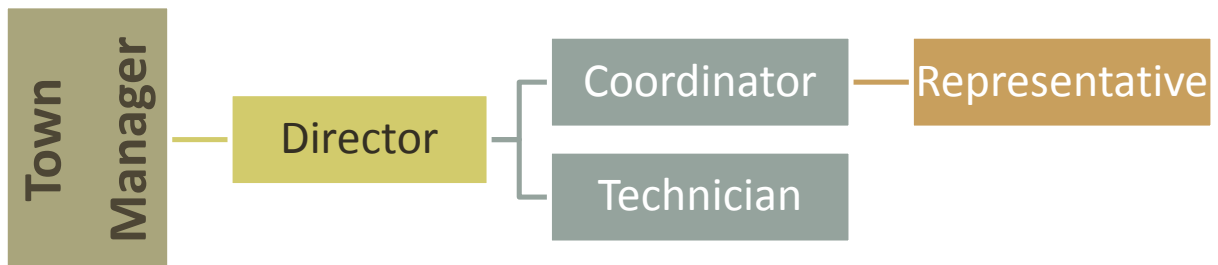 Town
Manager
Director
Coordinator
Technician
Representative